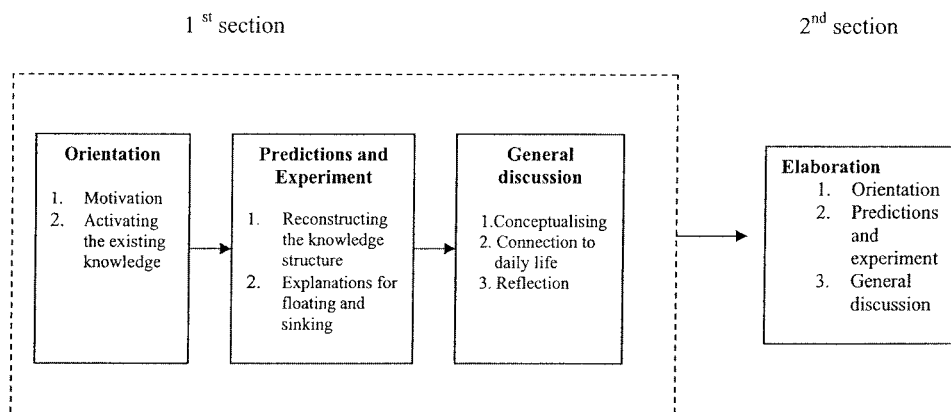 1 st section
2nd section
Orientation
1. Motivation
2. Activating
the existing
knowledge
Predictions and
Experiment
1. Reconstructing
the knowledge
structure
2. Explanations for
floating and
sinking
General
discussion
1.Conceptualising
2. Connection to
daily life
3. Reflection
Elaboration
1. Orientation
2. Predictions
and
experiment
3. General
discussion